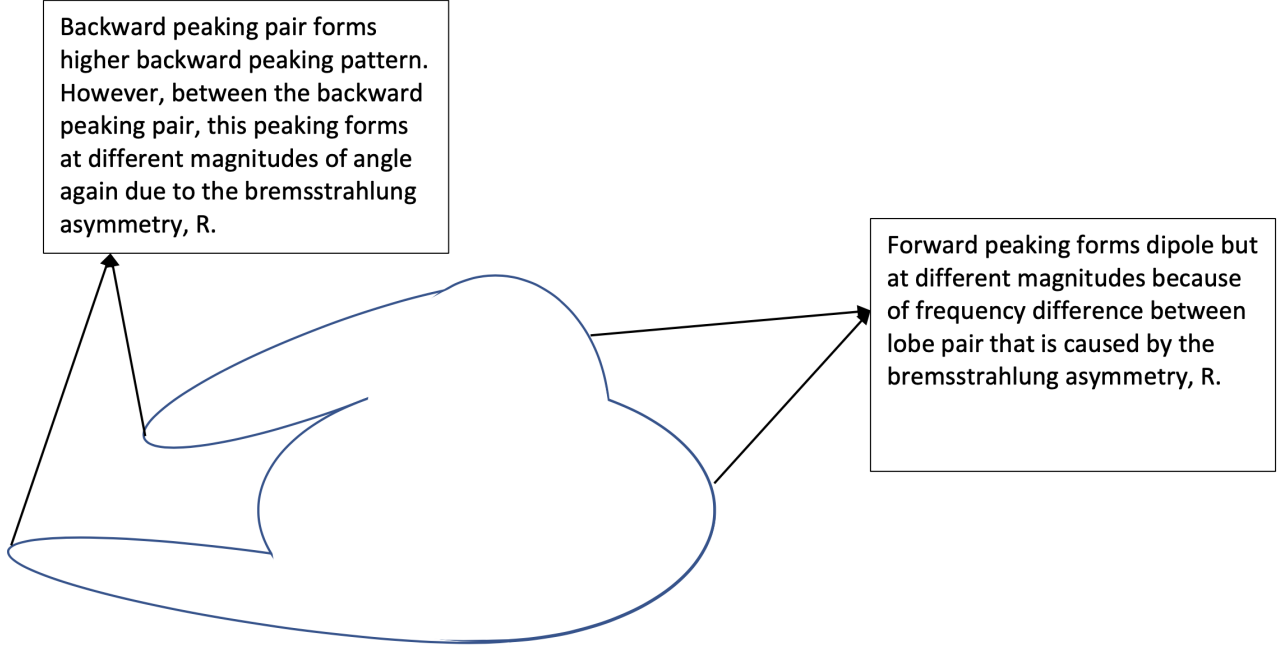 Backward peaking pair forms
higher backward peaking pattern.
However, between the backward
peaking pair, this peaking forms
at different magnitudes of angle
again due to the bremsstrahlung
asymmetry, R.
Forward peaking forms dipole but
at different magnitudes because
of frequency difference between
lobe pair that is caused by the
bremsstrahlung asymmetry, R.